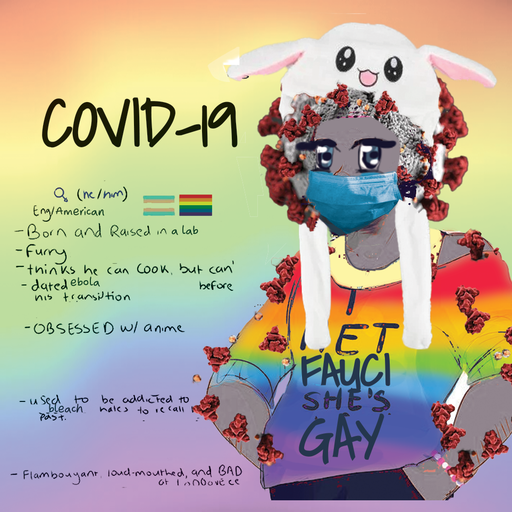 COVID-19
(he/him)
Eng/American
- Born and Raised in a lab
- Furry
- thinks he can cook, but can'
- dated ebola before
his transition
- OBSESSED w/ anime
- used to be addicted to
bleach hates to recall
past.
- Flamboyant, loud-mouthed, and BAD
at
I
MET
FAUCI
SHE'S
GAY